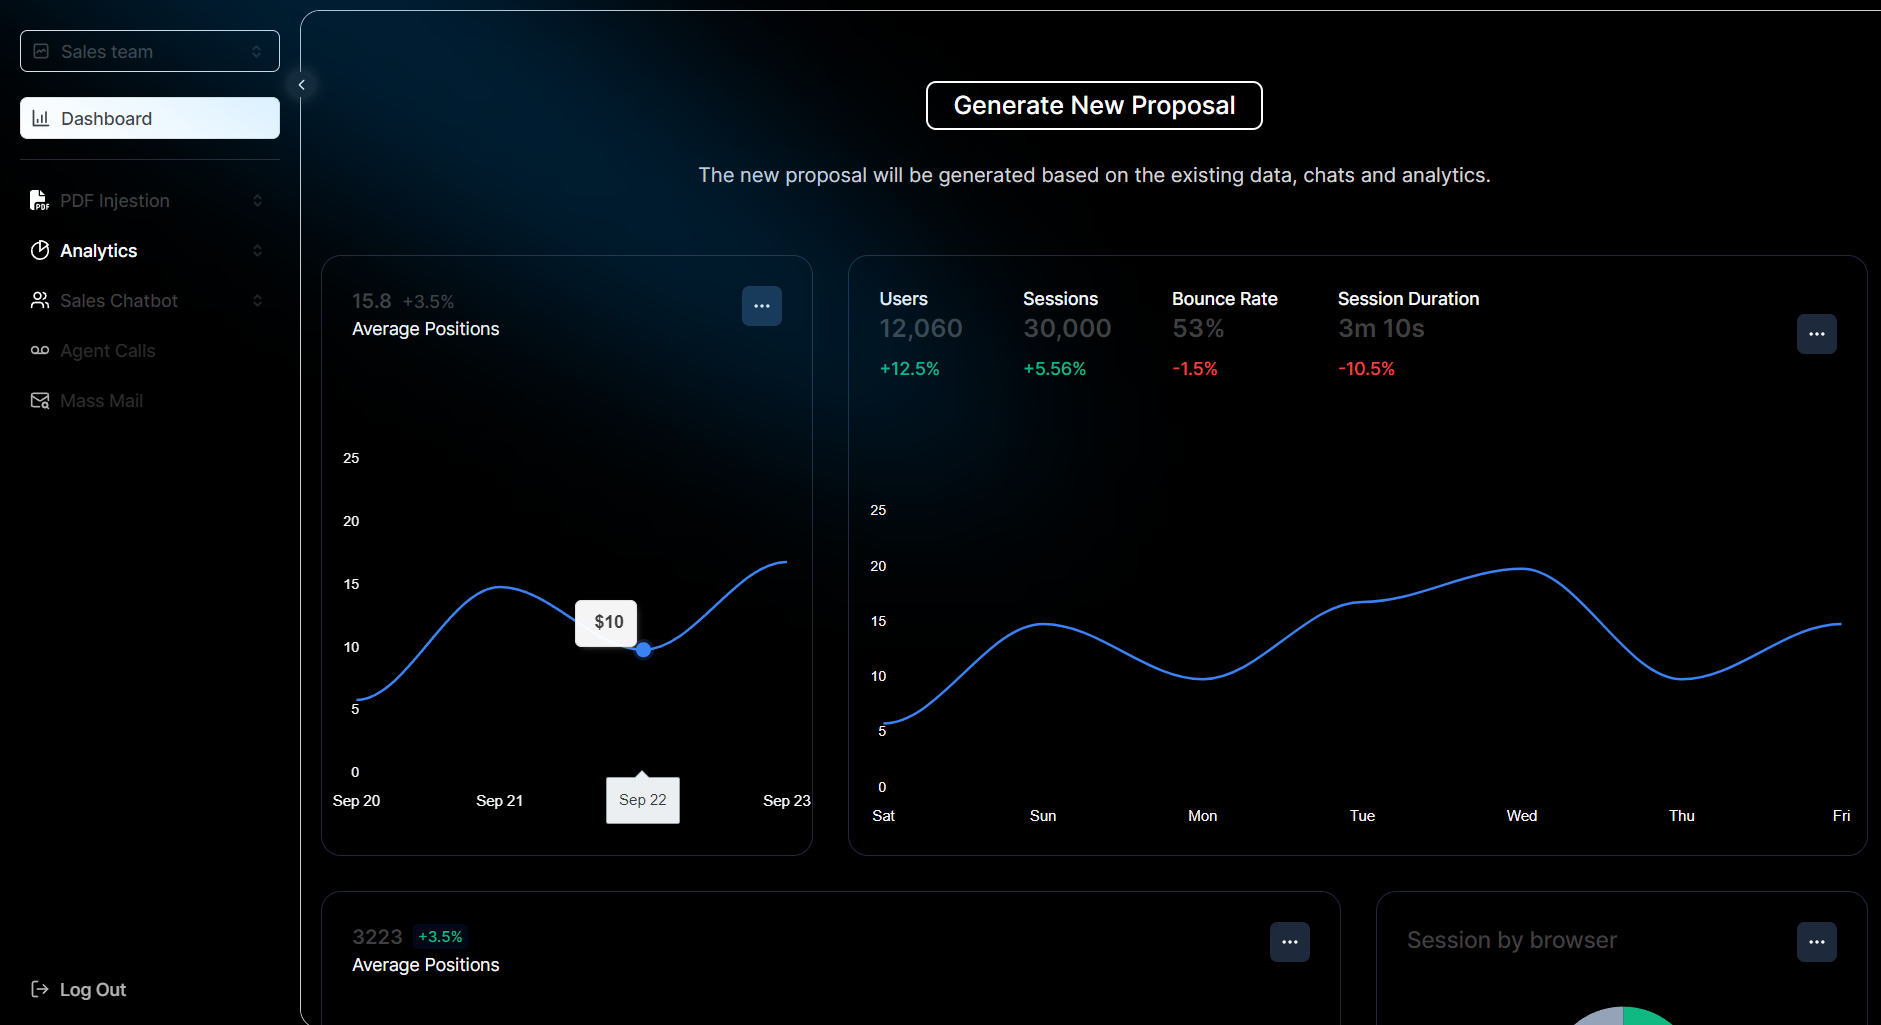 Sales team
Dashboard
PDF Injestion
Analytics
Sales Chatbot
Agent Calls
Mass Mail
Log Out
Generate New Proposal
The new proposal will be generated based on the existing data, chats and analytics.
15.8 +3.5%
Average Positions
25
20
15
10
5
0
$10
Sep 20 Sep 21 Sep 22 Sep 23
Users Sessions Bounce Rate Session Duration
12,060 30,000 53% 3m 10s
+12.5% +5.56% -1.5% -10.5%
25
20
15
10
5
0
Sat Sun Mon Tue Wed Thu Fri
3223 +3.5%
Average Positions
Session by browser